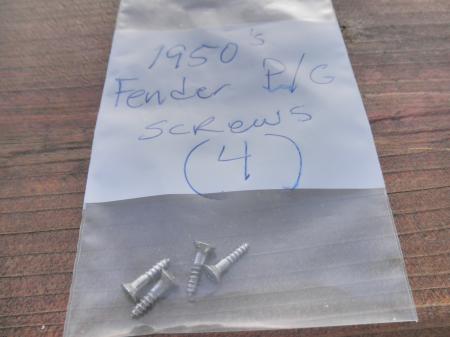 1950's
Fender P/G
screws
(4)